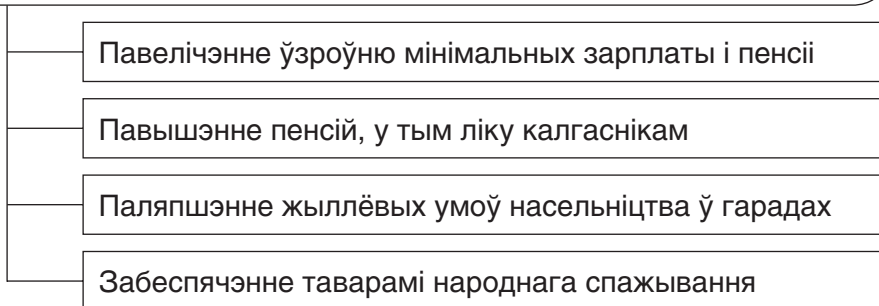 Павелічэнне ўзроўню мінімальных зарплаты і пенсіі
Павышэнне пенсій, у тым ліку калгаснікам
Паляпшэнне жыллёвых умоў насельніцтва ў гарадах
Забеспячэнне таварамі народнага спажывання